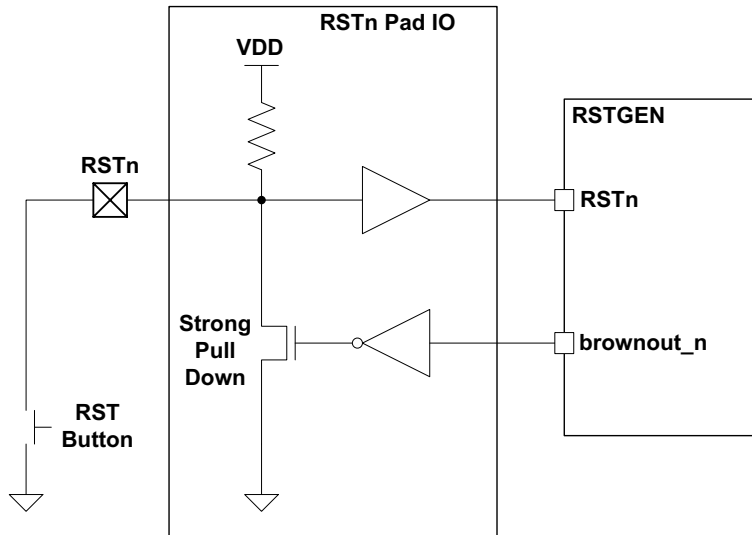 RSTn Pad IO
VDD
RSTGEN
RSTn
RSTn
Strong
Pull
Down
brownout_n
RST
Button